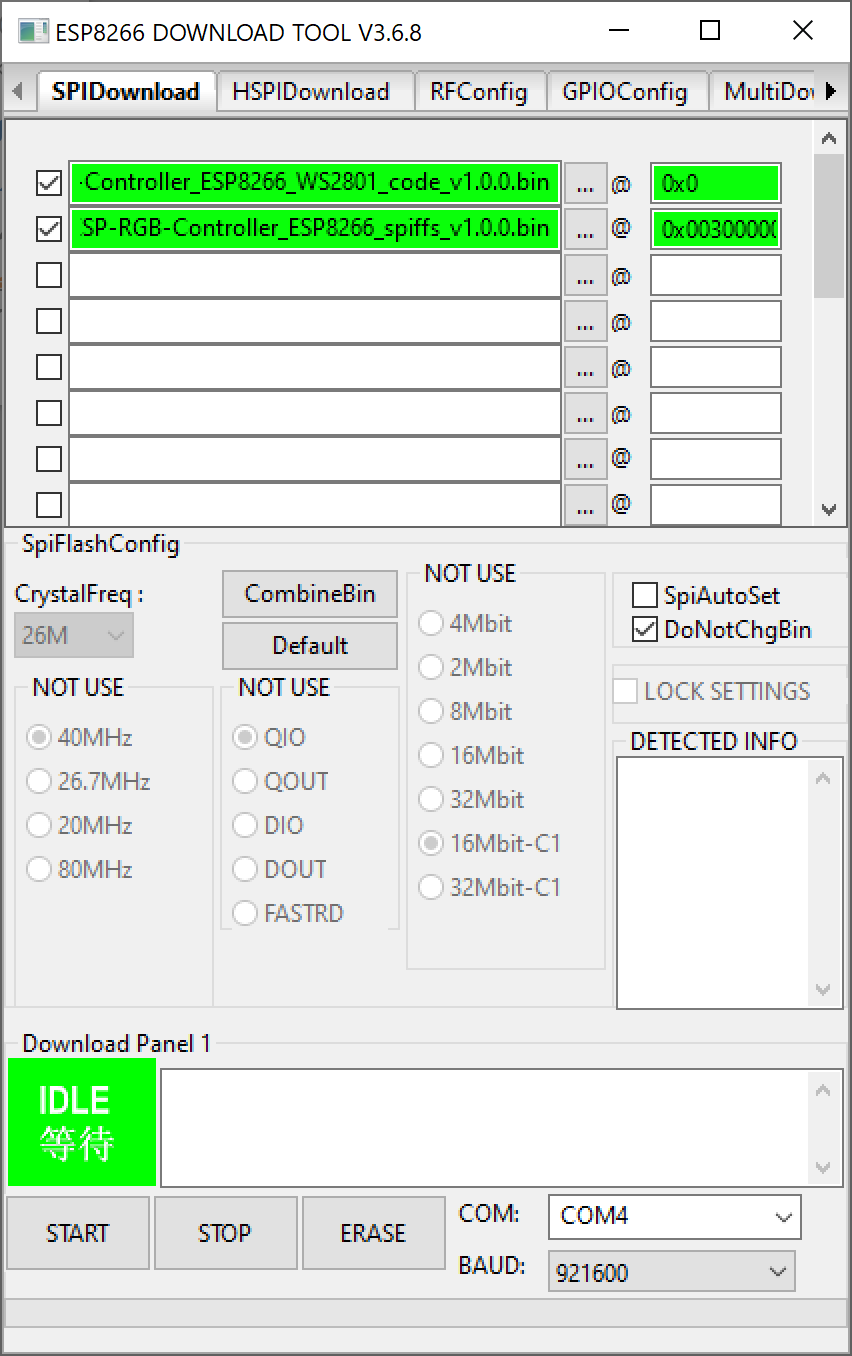 ESP8266 DOWNLOAD TOOL V3.6.8
SPIDownload HSPIDownload RFConfig GPIOConfig MultiDov
-Controller_ESP8266_WS2801_code_v1.0.0.bin ... @ 0x0
SP-RGB-Controller_ESP8266_spiffs_v1.0.0.bin ... @ 0x0030000
... @
... @
... @
... @
... @
... @
SpiFlashConfig
CrystalFreq :
26M
CombineBin
Default
NOT USE
40MHz
26.7MHz
20MHz
80MHz
NOT USE
QIO
QOUT
DIO
DOUT
FASTRD
NOT USE
4Mbit
2Mbit
8Mbit
16Mbit
32Mbit
16Mbit-C1
32Mbit-C1
SpiAutoSet
DoNotChgBin
LOCK SETTINGS
DETECTED INFO
Download Panel 1
IDLE
等待
START STOP ERASE
COM: COM4
BAUD: 921600